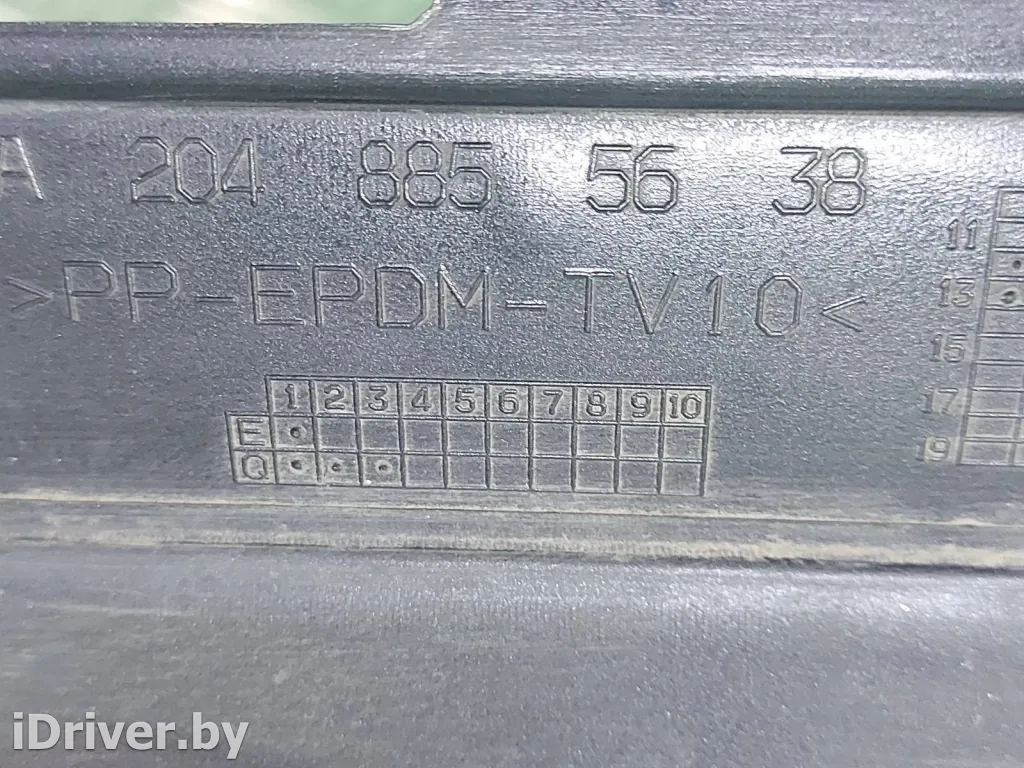 A 204 885 56 38
>PP-EPDM-TV10<
1 2 3 4 5 6 7 8 9 10
E
Q
11
13
15
17
19
iDriver.by